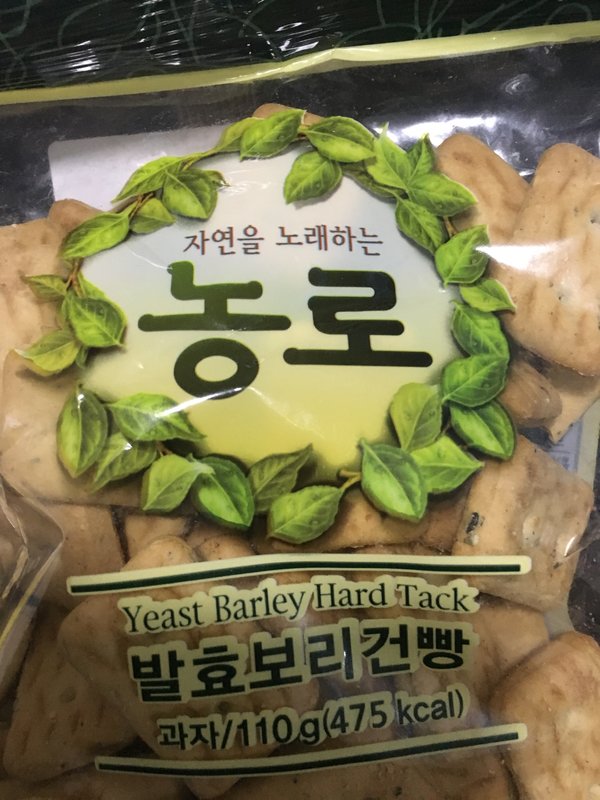 자연을 노래하는
농로
Yeast Barley Hard Tack
발효보리건빵
과자/110g(475 kcal)